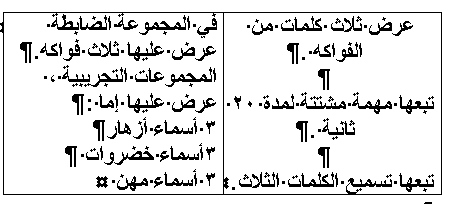 عرض ثلاث كلمات من
الفواكه .
تبعها مهمة مشتتة لمدة ٢٠
ثانية .
تبعها تسميع الكلمات الثلاث .
في المجموعة الضابطة
عرض عليها ثلاث فواكه.
المجموعات التجريبية ،
عرض عليها إما :
٣ أسماء أزهار
٣ أسماء خضروات
٣ أسماء مهن